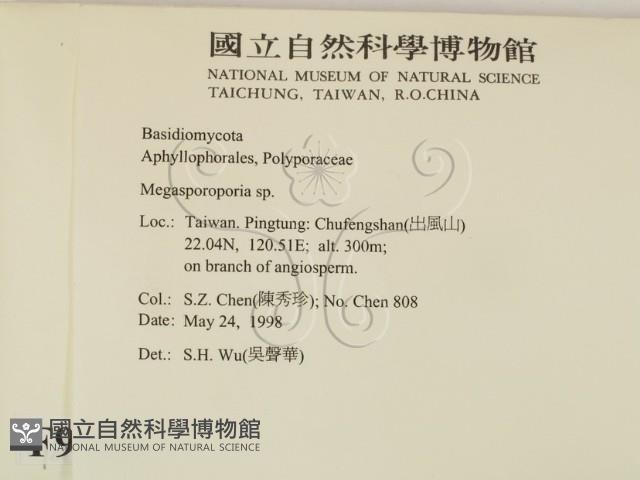 國立自然科學博物館
NATIONAL MUSEUM OF NATURAL SCIENCE
TAICHUNG, TAIWAN, R.O.CHINA
Basidiomycota
Aphyllophorales, Polyporaceae
Megasporoporia sp.
Loc.: Taiwan. Pingtung: Chufengshan(出風山)
22.04N, 120.51E; alt. 300m;
on branch of angiosperm.
Col.: S.Z. Chen(陳秀珍); No. Chen 808
Date: May 24, 1998
Det.: S.H. Wu(吳聲華)
國立自然科學博物館
NATIONAL MUSEUM OF NATURAL SCIENCE